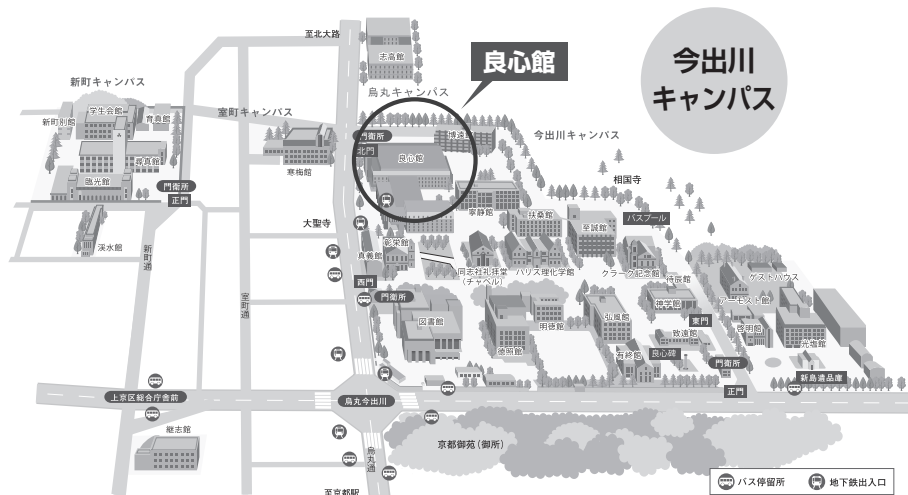 今出川
キャンパス
良心館
至北大路
志高館
烏丸キャンパス
新町キャンパス
学生会館
育真館
新町別館
尋真館
臨光館
門衛所
正門
渓水館
新町通
室町キャンパス
寒梅館
室町通
門衛所
北門
博遠館
良心館
今出川キャンパス
相国寺
大聖寺
寧静館
扶桑館
至誠館
バスプール
彰栄館
真義館
同志社礼拝堂
(チャペル)
ハリス理化学館
クラーク記念館
待辰館
ゲストハウス
アーモスト館
西門
門衛所
図書館
徳照館
明徳館
弘風館
神学館
東門
致遠館
啓明館
光塩館
有終館
良心碑
門衛所
正門
新島遺品庫
上京区総合庁舎前
烏丸今出川
継志館
烏丸通
京都御苑(御所)
至京都駅
バス停留所
地下鉄出入口